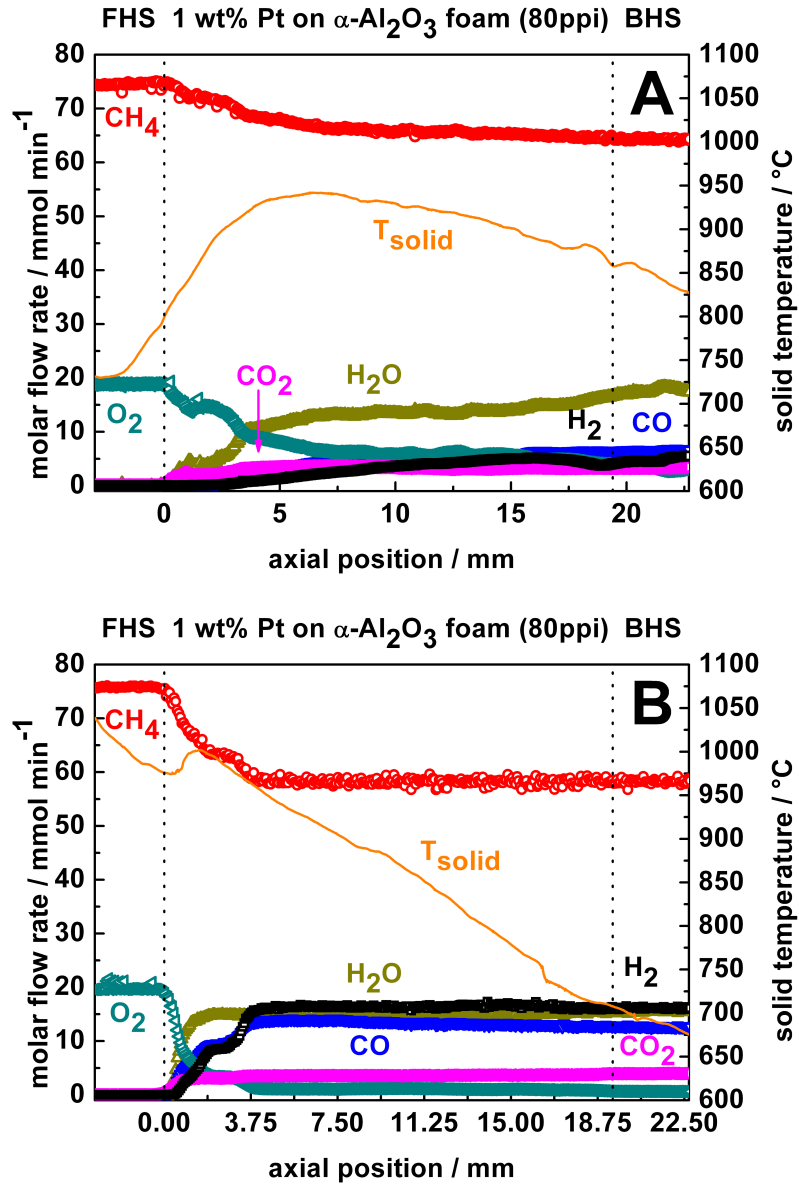 FHS 1 wt% Pt on α-Al2O3 foam (80ppi) BHS
A
80
70
60
50
40
30
20
10
0
molar flow rate / mmol min-1
CH4
Tsolid
CO2
H2O
O2
H2
CO
1100
1050
1000
950
900
850
800
750
700
650
600
solid temperature / °C
0
5
10
15
20
axial position / mm
FHS 1 wt% Pt on α-Al2O3 foam (80ppi) BHS
B
80
70
60
50
40
30
20
10
0
molar flow rate / mmol min-1
CH4
Tsolid
H2O
H2
O2
CO
CO2
1100
1050
1000
950
900
850
800
750
700
650
600
solid temperature / °C
0.00
3.75
7.50
11.25
15.00
18.75
22.50
axial position / mm